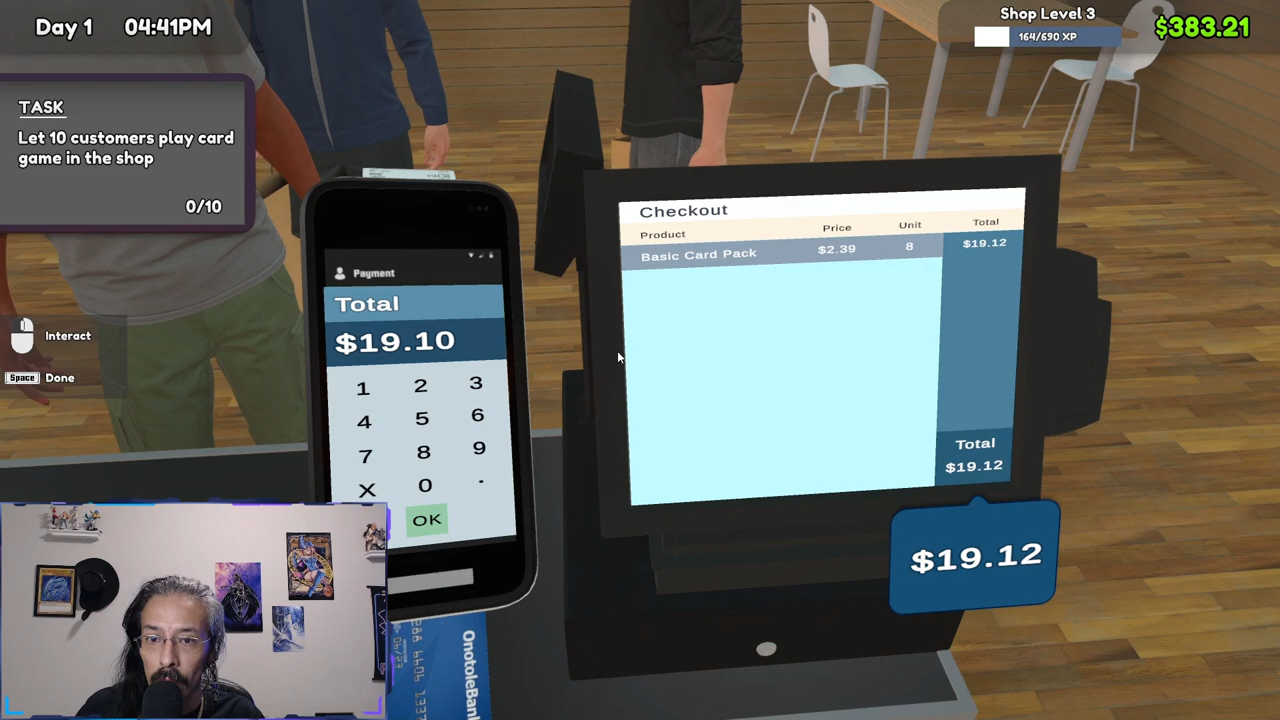 Day 1 04:41PM
Shop Level 3
164/690 XP
$383.21
TASK
Let 10 customers play card
game in the shop
0/10
Interact
Space Done
Payment
Total
$19.10
1 2 3
4 5 6
7 8 9
X 0 .
OK
Checkout
Product Price Unit Total
Basic Card Pack $2.39 8 $19.12
Total
$19.12
$19.12
OnotoleBank